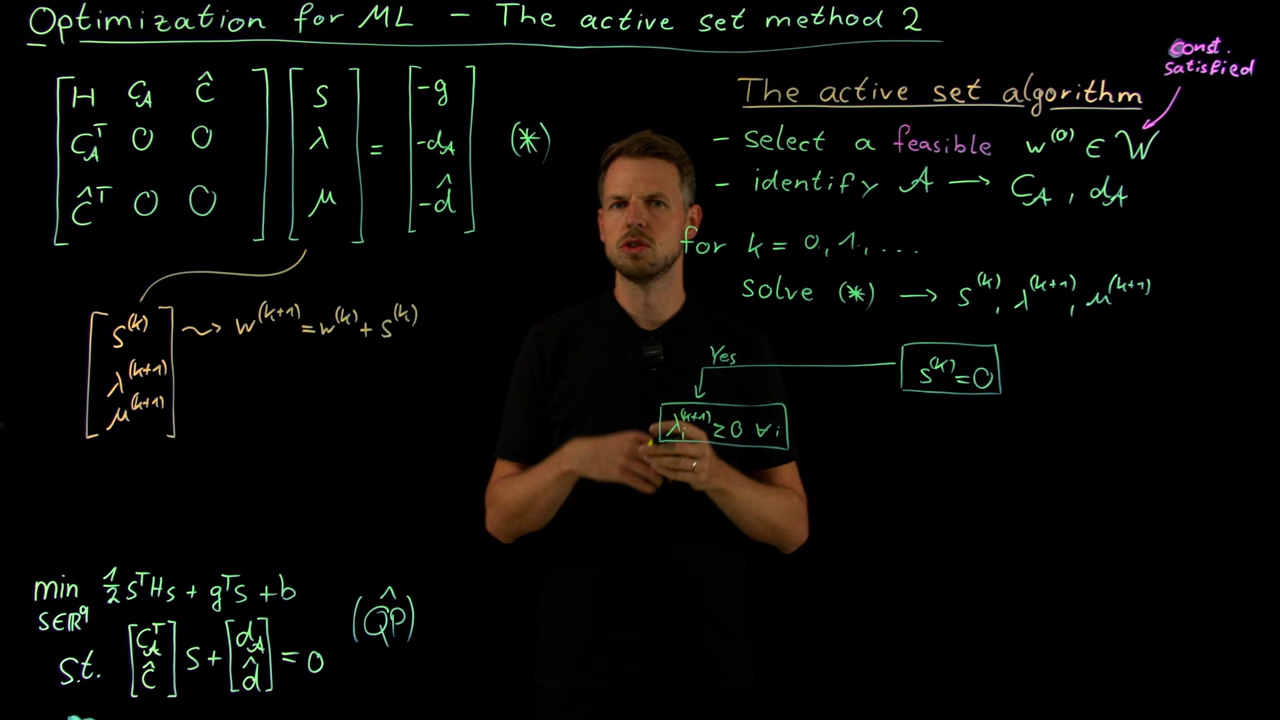 Optimization for ML - The active set method 2
const.
satisfied
[ H C_A Ĉ ] [ s ] = [ -g ]
[ C_A^T 0 0 ] [ λ ] = [ -d_A ] (*)
[ Ĉ^T 0 0 ] [ μ ] = [ -d̂ ]
[ s^(k) ] ⇝ w^(k+1) = w^(k) + s^(k)
[ λ^(k+1) ]
[ μ^(k+1) ]
min 1/2 s^T H s + g^T s + b
s∈ℝ^q
(Q̂P)
s.t. [ C_A^T ] s + [ d_A ] = 0
[ Ĉ ] [ d̂ ]
The active set algorithm
- select a feasible w^(0) ∈ W
- identify A → C_A, d_A
for k = 0, 1, ...
solve (*) → s^(k), λ^(k+1), μ^(k+1)
Yes
s^(k) = 0
λ_i^(k+1) ≥ 0 ∀i